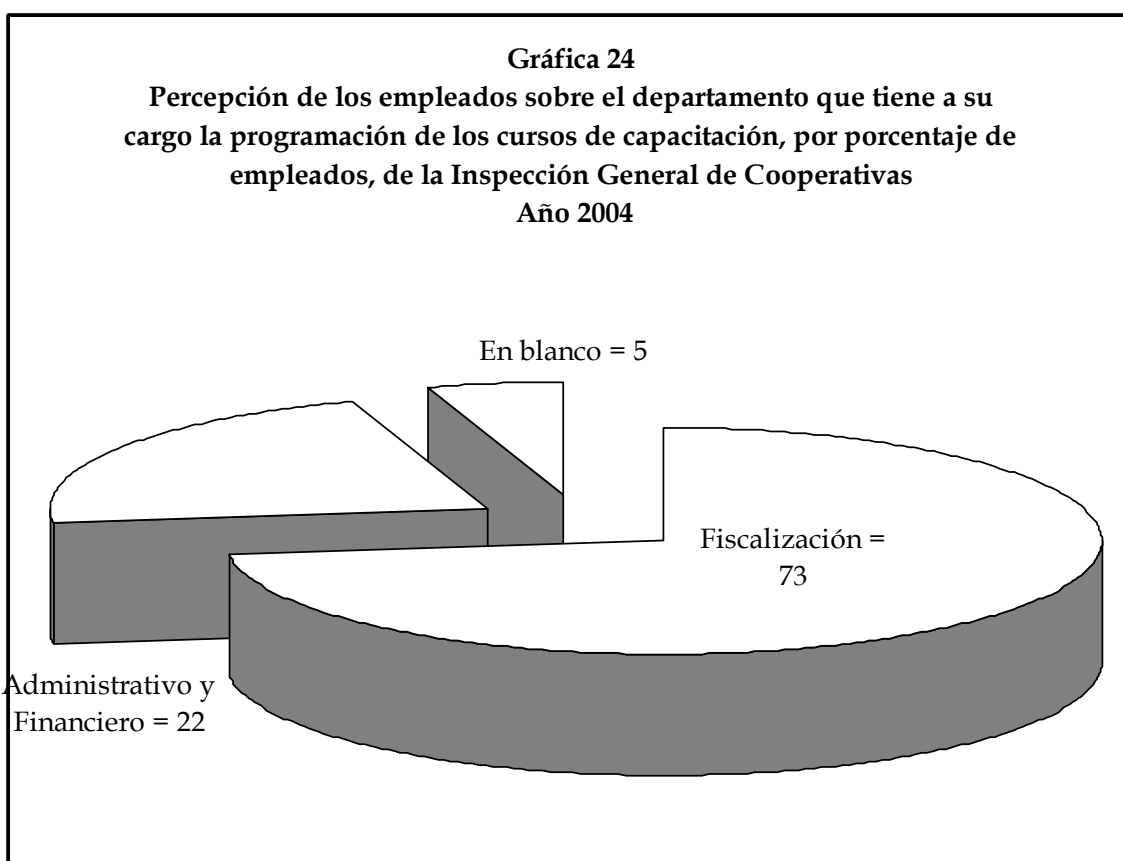 Gráfica 24
Percepción de los empleados sobre el departamento que tiene a su
cargo la programación de los cursos de capacitación, por porcentaje de
empleados, de la Inspección General de Cooperativas
Año 2004
En blanco = 5
Fiscalización =
73
Administrativo y
Financiero = 22